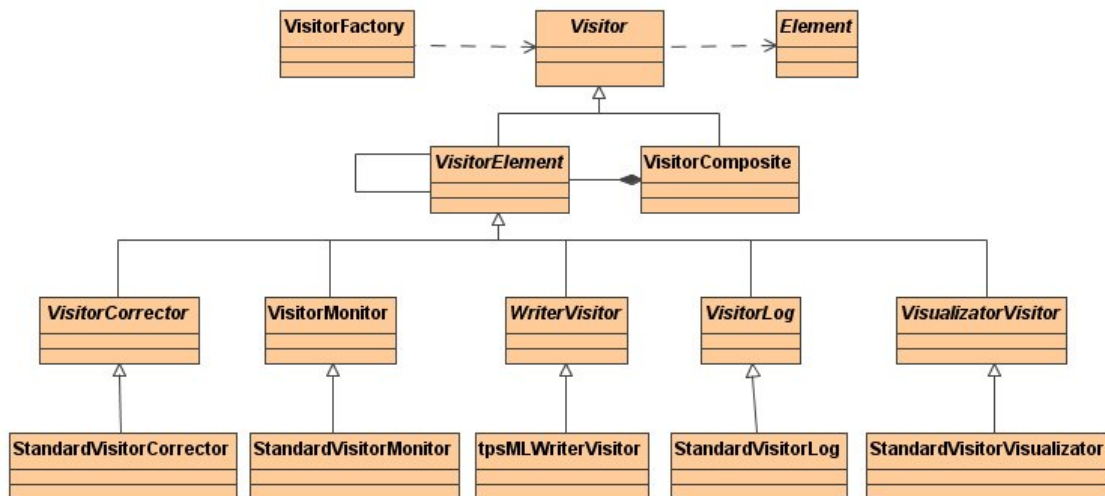 VisitorFactory
Visitor
Element
VisitorElement
VisitorComposite
VisitorCorrector
VisitorMonitor
WriterVisitor
VisitorLog
VisualizatorVisitor
StandardVisitorCorrector
StandardVisitorMonitor
tpsMLWriterVisitor
StandardVisitorLog
StandardVisitorVisualizator